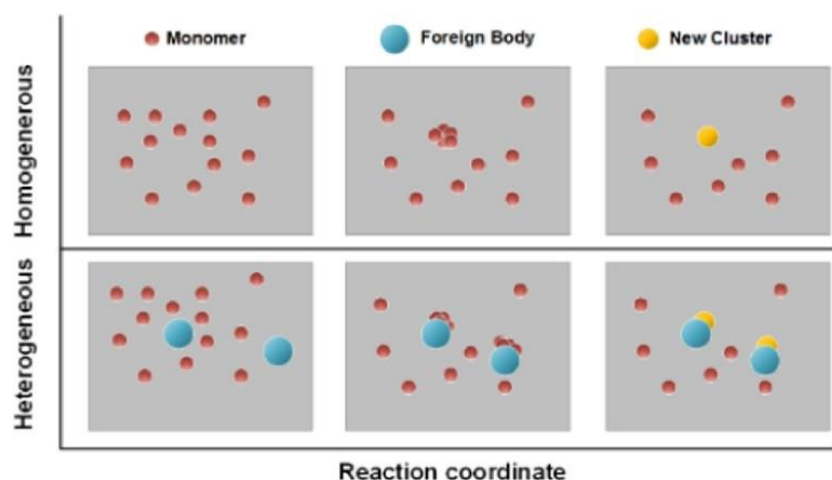 Monomer
Foreign Body
New Cluster
Homogenerous
Heterogeneous
Reaction coordinate